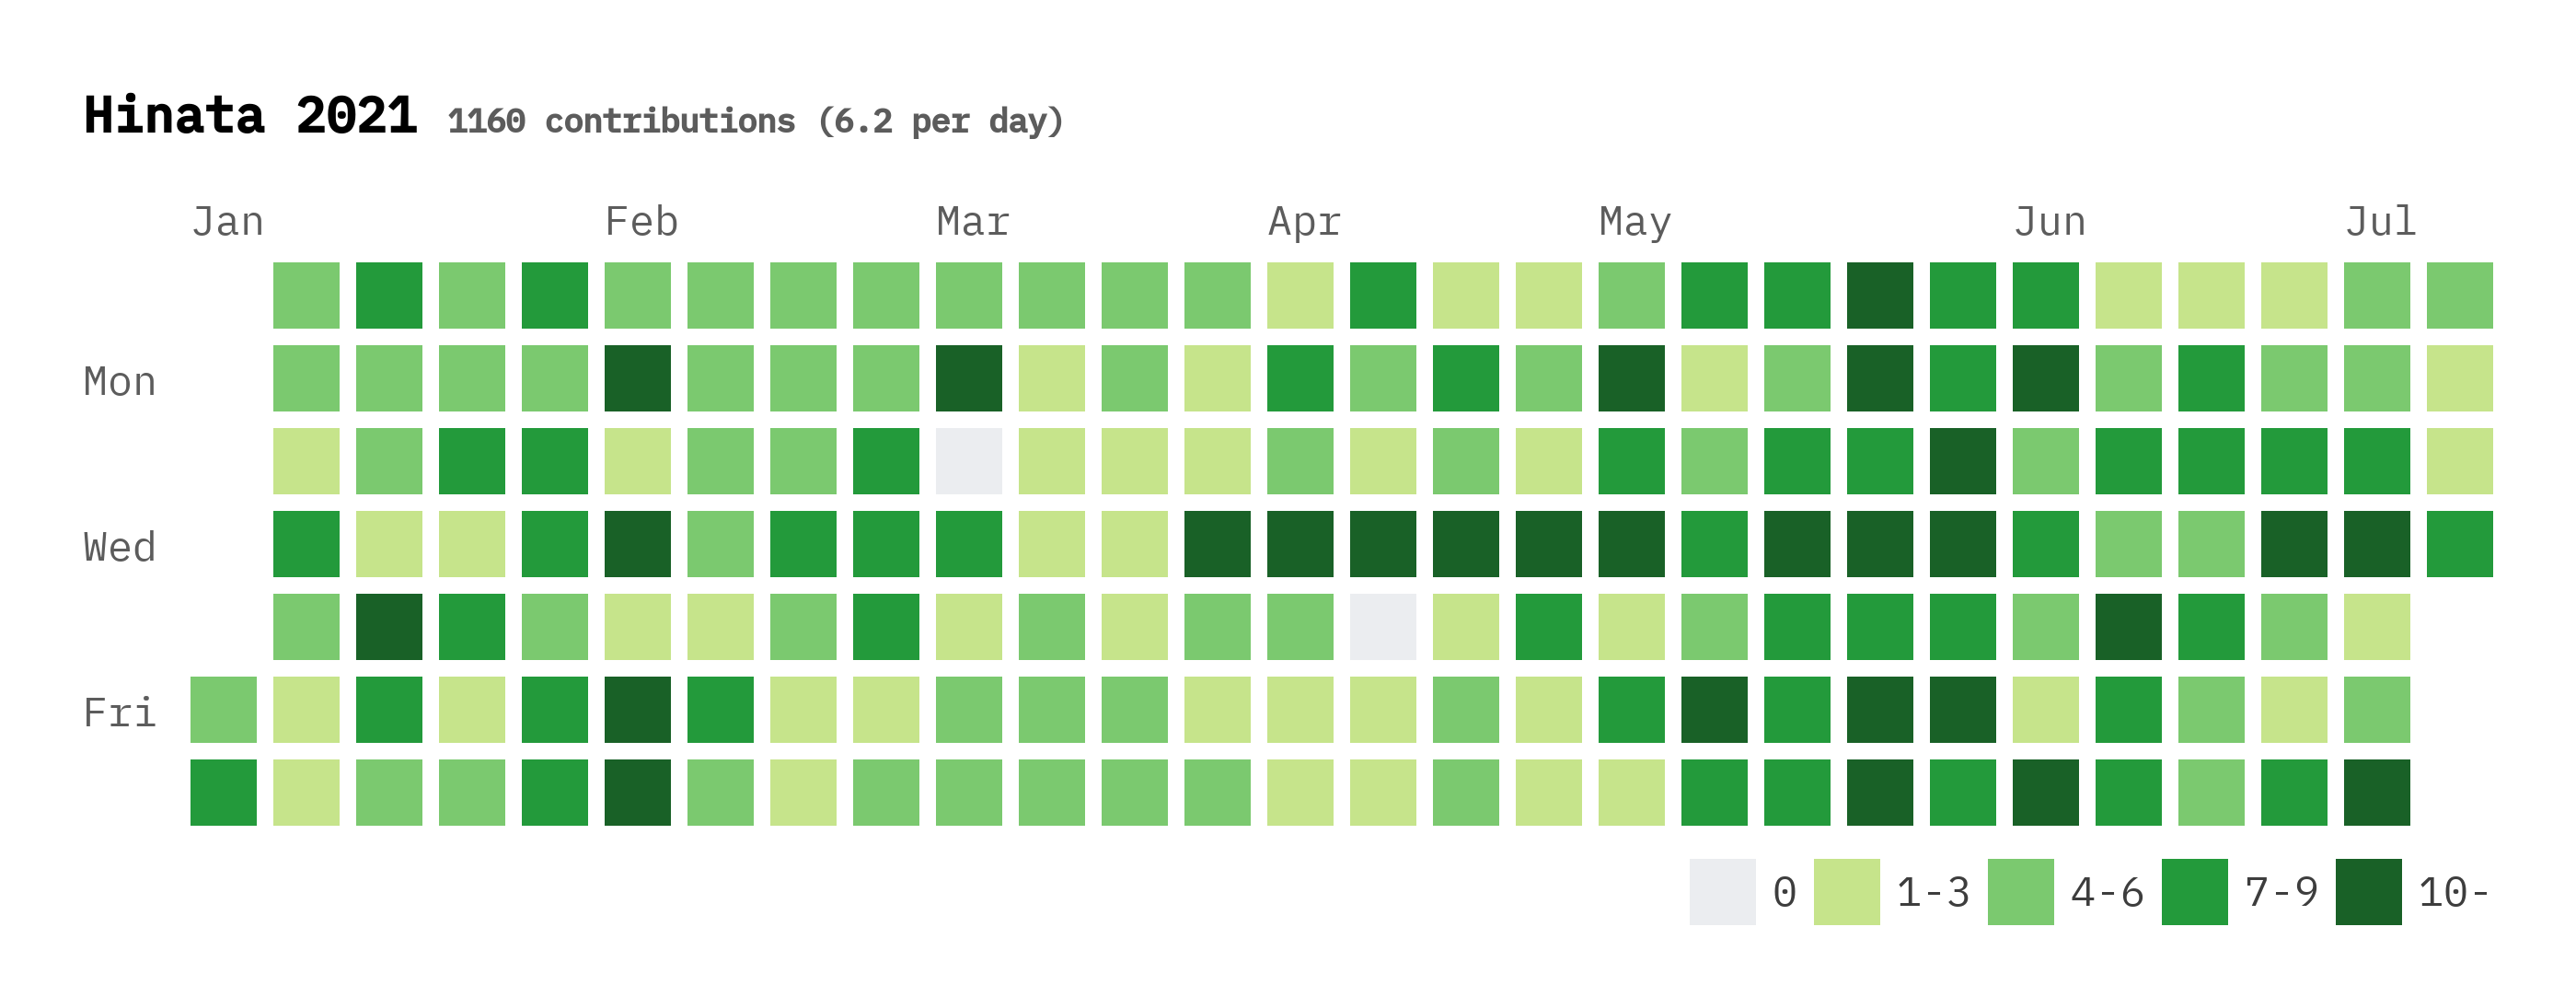 Hinata 2021 1160 contributions (6.2 per day)
Jan Feb Mar Apr May Jun Jul
Mon
Wed
Fri
0 1-3 4-6 7-9 10-